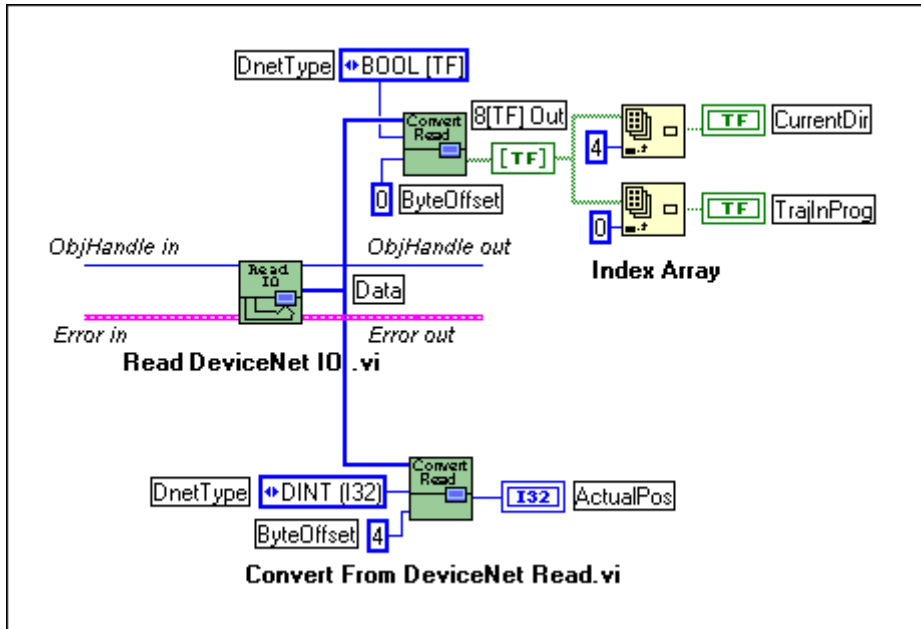 DnetType BOOL [TF]
Convert
Read
8[TF] Out
[TF]
0 ByteOffset
4
TF CurrentDir
0
TF TrajInProg
Index Array
ObjHandle in
ObjHandle out
Read
IO
Data
Error in
Error out
Read DeviceNet IO .vi
Convert
Read
DnetType DINT (I32)
I32 ActualPos
ByteOffset 4
Convert From DeviceNet Read.vi